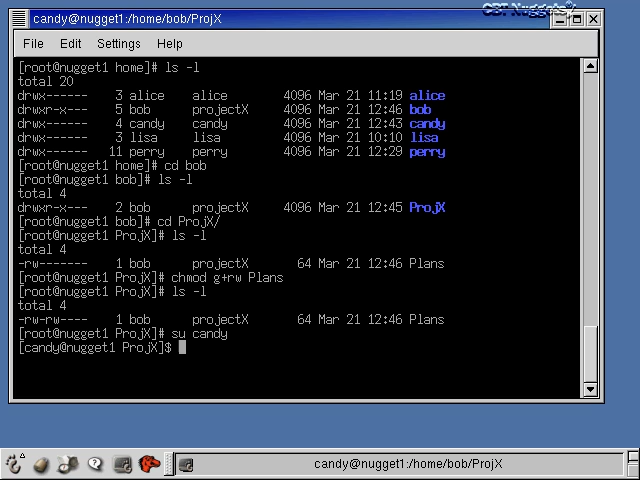 CBT Nuggets
candy@nugget1:/home/bob/ProjX
File Edit Settings Help
[root@nugget1 home]# ls -l
total 20
drwx------ 3 alice alice 4096 Mar 21 11:19 alice
drwxr-x--- 5 bob projectX 4096 Mar 21 12:46 bob
drwx------ 4 candy candy 4096 Mar 21 12:43 candy
drwx------ 3 lisa lisa 4096 Mar 21 10:10 lisa
drwx------ 11 perry perry 4096 Mar 21 12:29 perry
[root@nugget1 home]# cd bob
[root@nugget1 bob]# ls -l
total 4
drwxr-x--- 2 bob projectX 4096 Mar 21 12:45 ProjX
[root@nugget1 bob]# cd ProjX/
[root@nugget1 ProjX]# ls -l
total 4
-rw------- 1 bob projectX 64 Mar 21 12:46 Plans
[root@nugget1 ProjX]# chmod g+rw Plans
[root@nugget1 ProjX]# ls -l
total 4
-rw-rw---- 1 bob projectX 64 Mar 21 12:46 Plans
[root@nugget1 ProjX]# su candy
[candy@nugget1 ProjX]$
candy@nugget1:/home/bob/ProjX